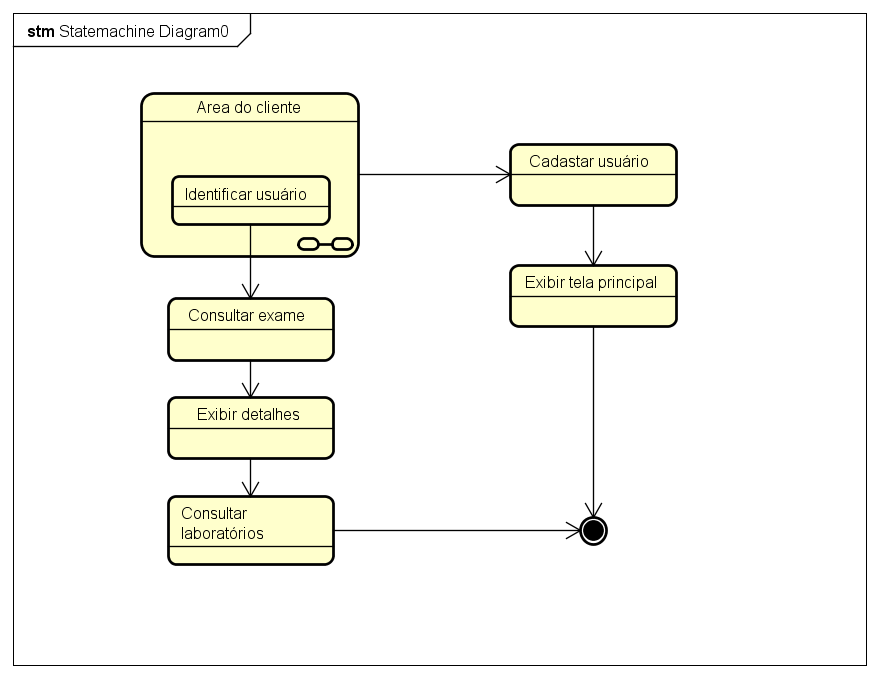 stm Statemachine Diagram0
Area do cliente
Identificar usuário
Cadastar usuário
Exibir tela principal
Consultar exame
Exibir detalhes
Consultar
laboratórios